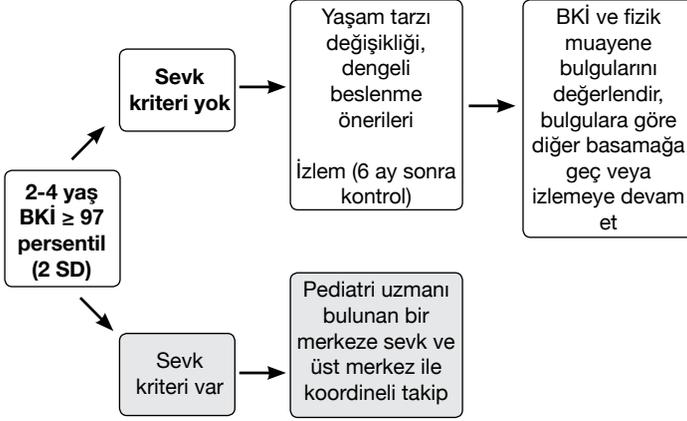 2-4 yaş
BKİ ≥ 97
persentil
(2 SD)
Sevk
kriteri yok
Yaşam tarzı
değişikliği,
dengeli
beslenme
önerileri
İzlem (6 ay sonra
kontrol)
BKİ ve fizik
muayene
bulgularını
değerlendir,
bulgulara göre
diğer basamağa
geç veya
izlemeye devam
et
Sevk
kriteri var
Pediatri uzmanı
bulunan bir
merkeze sevk ve
üst merkez ile
koordineli takip